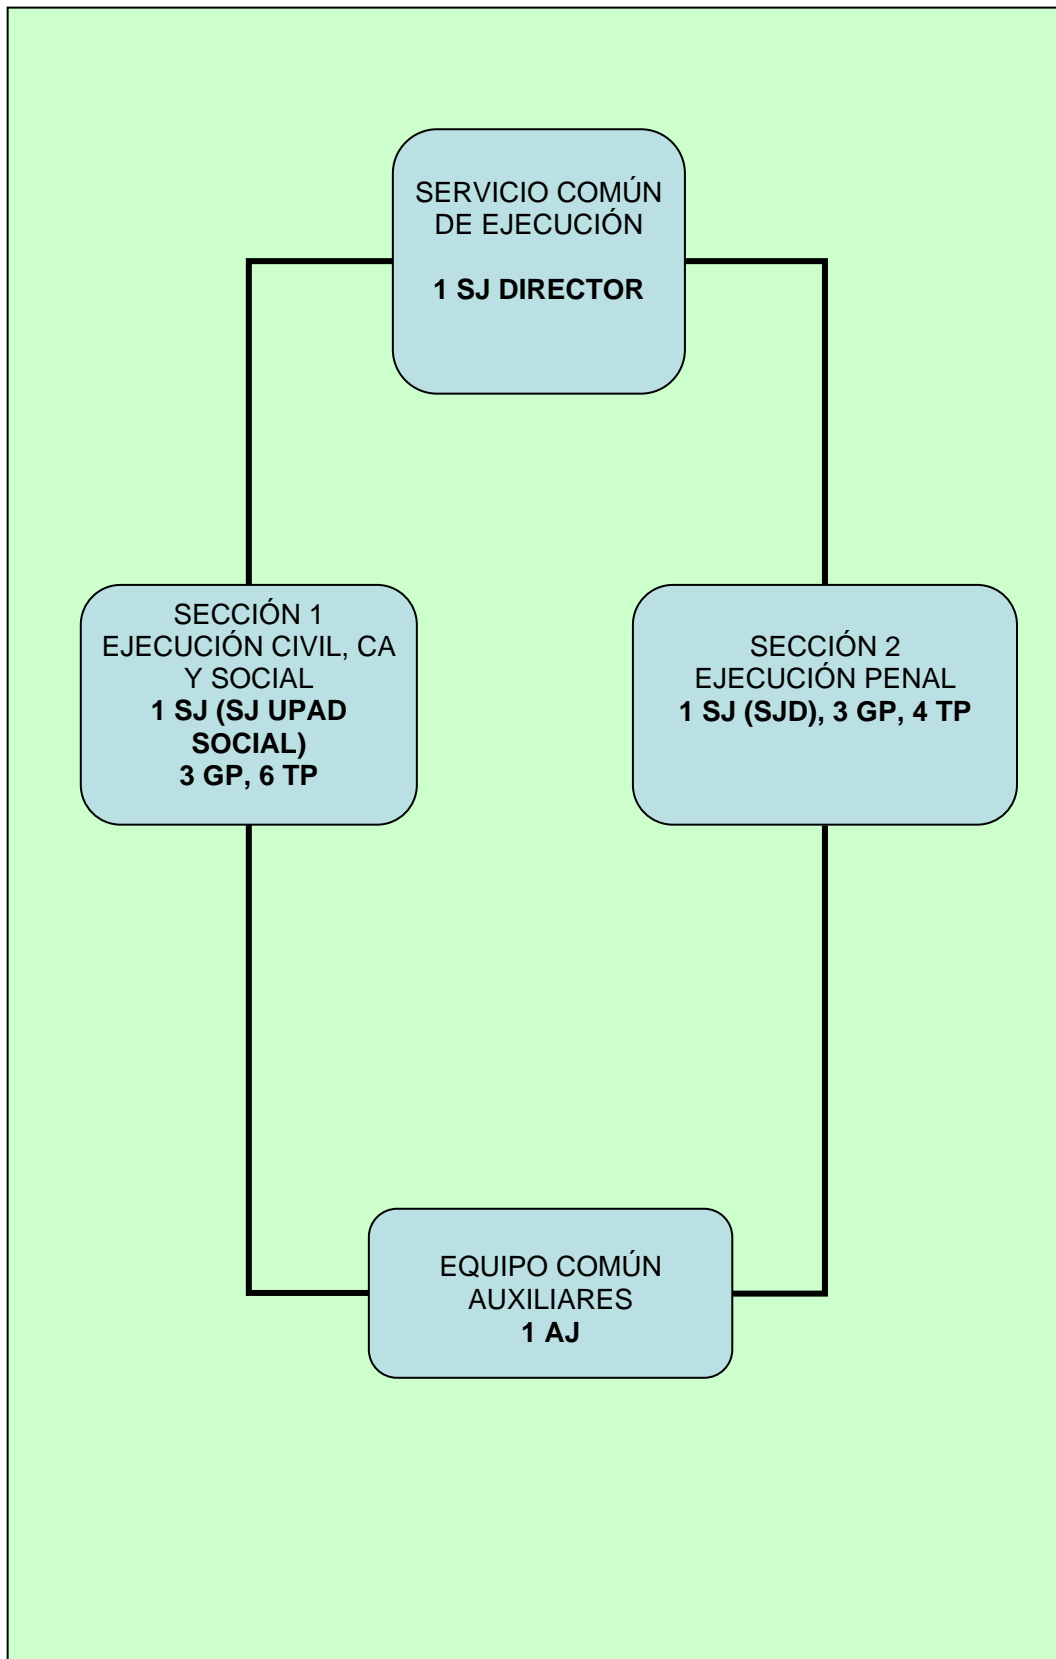 SERVICIO COMÚN
DE EJECUCIÓN
1 SJ DIRECTOR
SECCIÓN 1
EJECUCIÓN CIVIL, CA
Y SOCIAL
1 SJ (SJ UPAD
SOCIAL)
3 GP, 6 TP
SECCIÓN 2
EJECUCIÓN PENAL
1 SJ (SJD), 3 GP, 4 TP
EQUIPO COMÚN
AUXILIARES
1 AJ